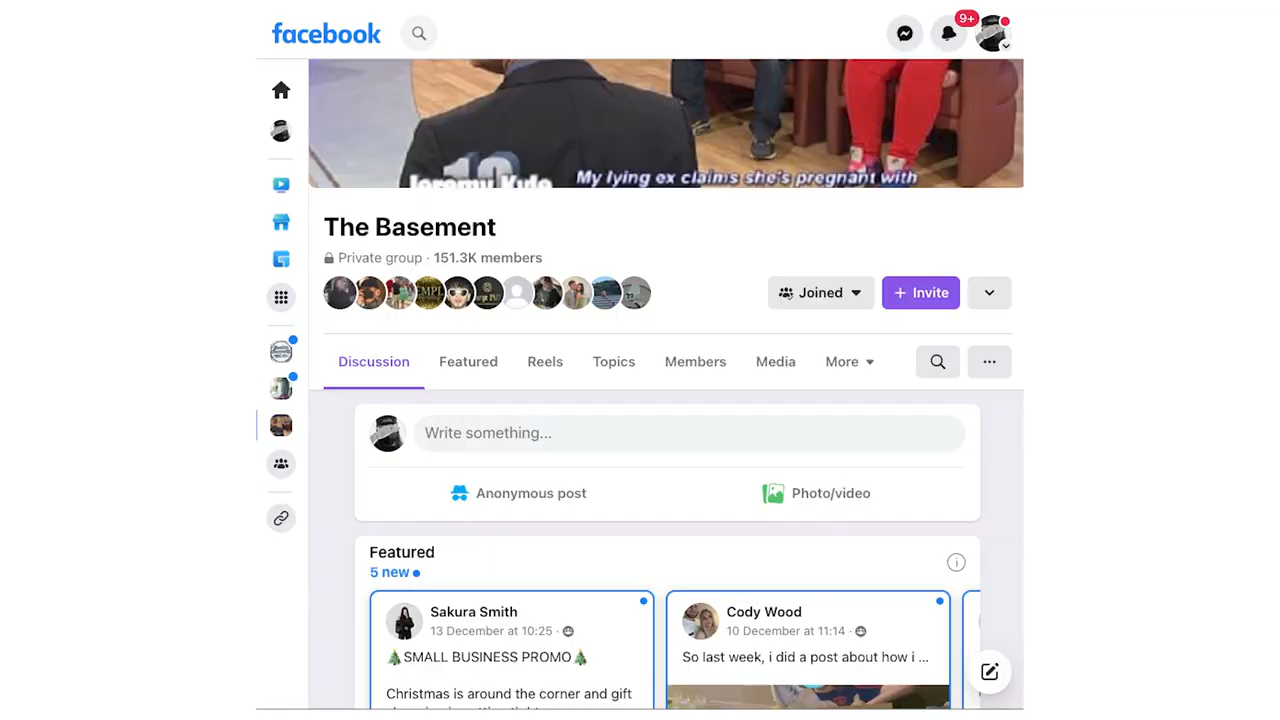 facebook
9+
My lying ex claims she's pregnant with
The Basement
Private group · 151.3K members
Joined
+ Invite
Discussion
Featured
Reels
Topics
Members
Media
More
Write something...
Anonymous post
Photo/video
Featured
5 new
Sakura Smith
13 December at 10:25 ·
🎄SMALL BUSINESS PROMO🎄
Christmas is around the corner and gift
Cody Wood
10 December at 11:14 ·
So last week, i did a post about how i ...